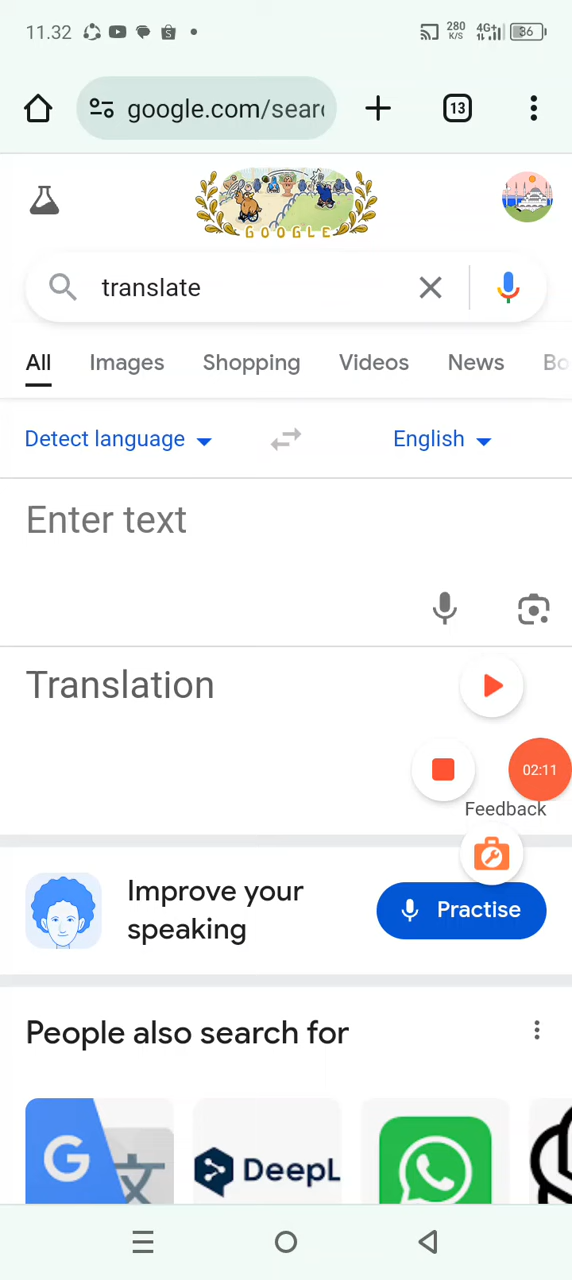 11.32
280
K/S
4G+
36
google.com/sear
13
GOOGLE
translate
All Images Shopping Videos News Bo
Detect language English
Enter text
Translation
02:11
Feedback
Improve your
speaking
Practise
People also search for
G
DeepL